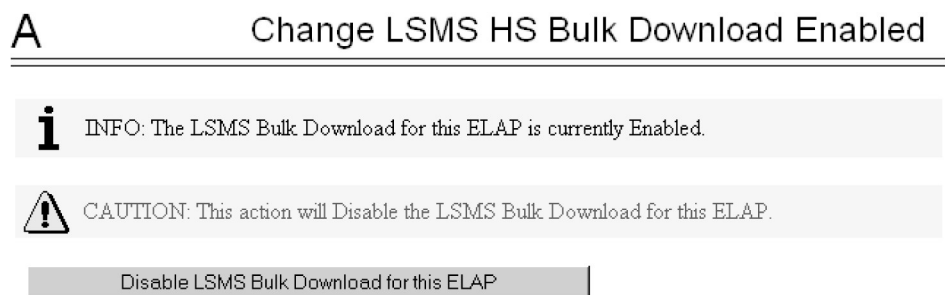 A Change LSMS HS Bulk Download Enabled
INFO: The LSMS Bulk Download for this ELAP is currently Enabled.
CAUTION: This action will Disable the LSMS Bulk Download for this ELAP.
Disable LSMS Bulk Download for this ELAP